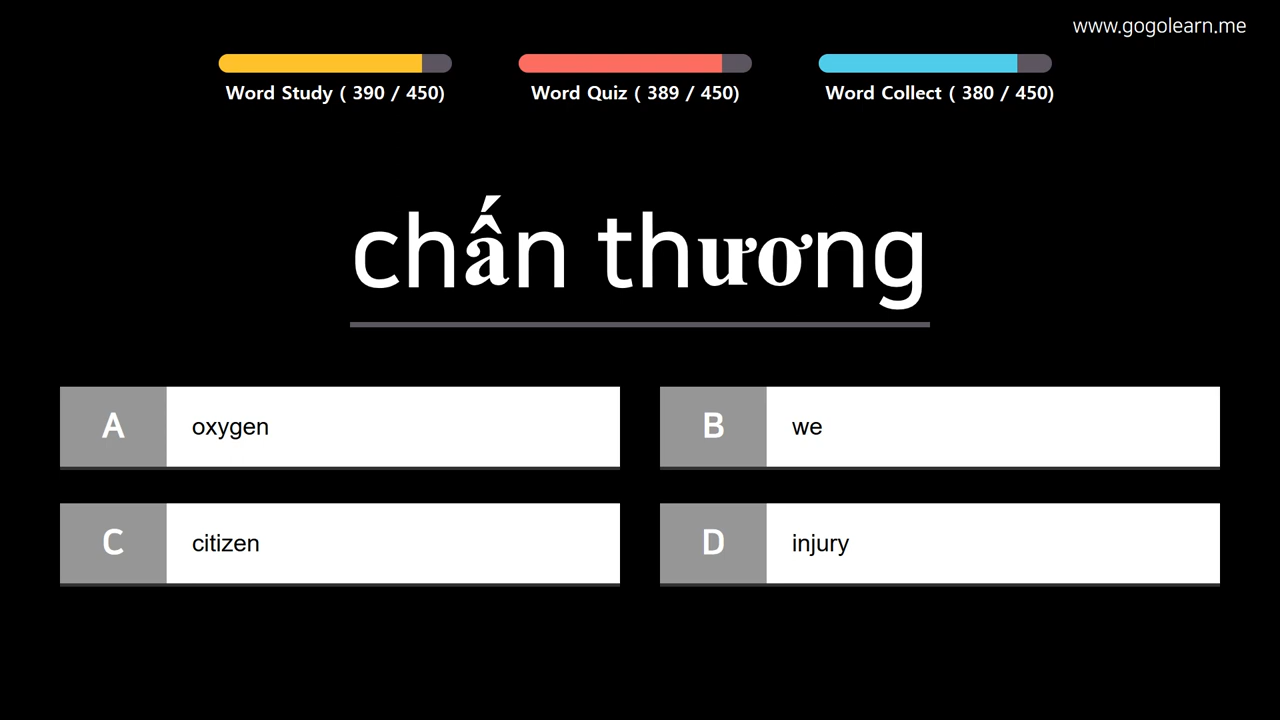 www.gogolearn.me
Word Study ( 390 / 450)
Word Quiz ( 389 / 450)
Word Collect ( 380 / 450)
chấn thương
A
oxygen
B
we
C
citizen
D
injury